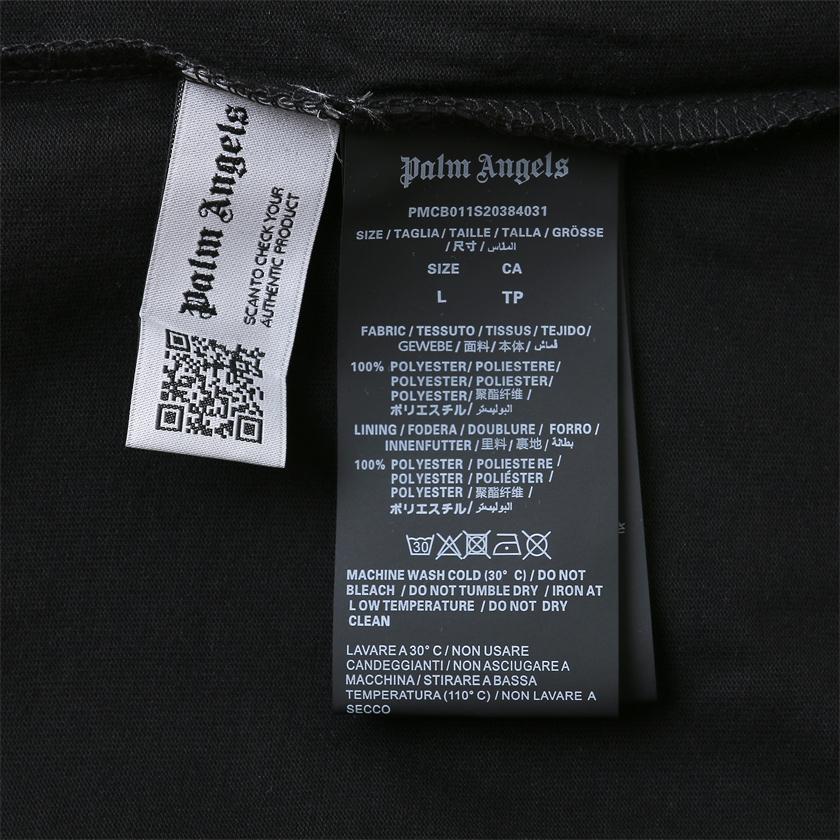 Palm Angels
SCAN TO CHECK YOUR
AUTHENTIC PRODUCT
Palm Angels
PMCB011S20384031
SIZE / TAGLIA / TAILLE / TALLA / GRÖSSE
/ 尺寸 / المقاس
SIZE CA
L TP
FABRIC / TESSUTO / TISSUS / TEJIDO/
GEWEBE / 面料 / 本体 / قماش
100% POLYESTER/ POLIESTERE/
POLYESTER/ POLIESTER/
POLYESTER/ 聚酯纤维 /
ポリエステル/ البوليستر
LINING / FODERA / DOUBLURE / FORRO /
INNENFUTTER / 里料 / 裏地 / بطانة
100% POLYESTER / POLIESTERE /
POLYESTER / POLIÉSTER /
POLYESTER / 聚酯纤维 /
ポリエステル/ البوليستر
30
MACHINE WASH COLD (30° C) / DO NOT
BLEACH / DO NOT TUMBLE DRY / IRON AT
LOW TEMPERATURE / DO NOT DRY
CLEAN
LAVARE A 30° C / NON USARE
CANDEGGIANTI / NON ASCIUGARE A
MACCHINA / STIRARE A BASSA
TEMPERATURA (110° C) / NON LAVARE A
SECCO